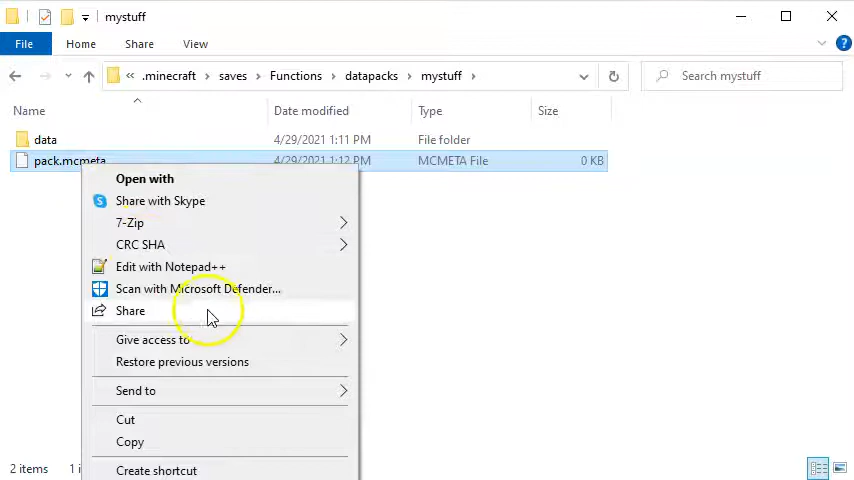 mystuff
File Home Share View
« .minecraft saves Functions datapacks mystuff Search mystuff
Name Date modified Type Size
data 4/29/2021 1:11 PM File folder
pack.mcmeta 4/29/2021 1:12 PM MCMETA File 0 KB
Open with
Share with Skype
7-Zip
CRC SHA
Edit with Notepad++
Scan with Microsoft Defender...
Share
Give access to
Restore previous versions
Send to
Cut
Copy
Create shortcut
2 items 1 i